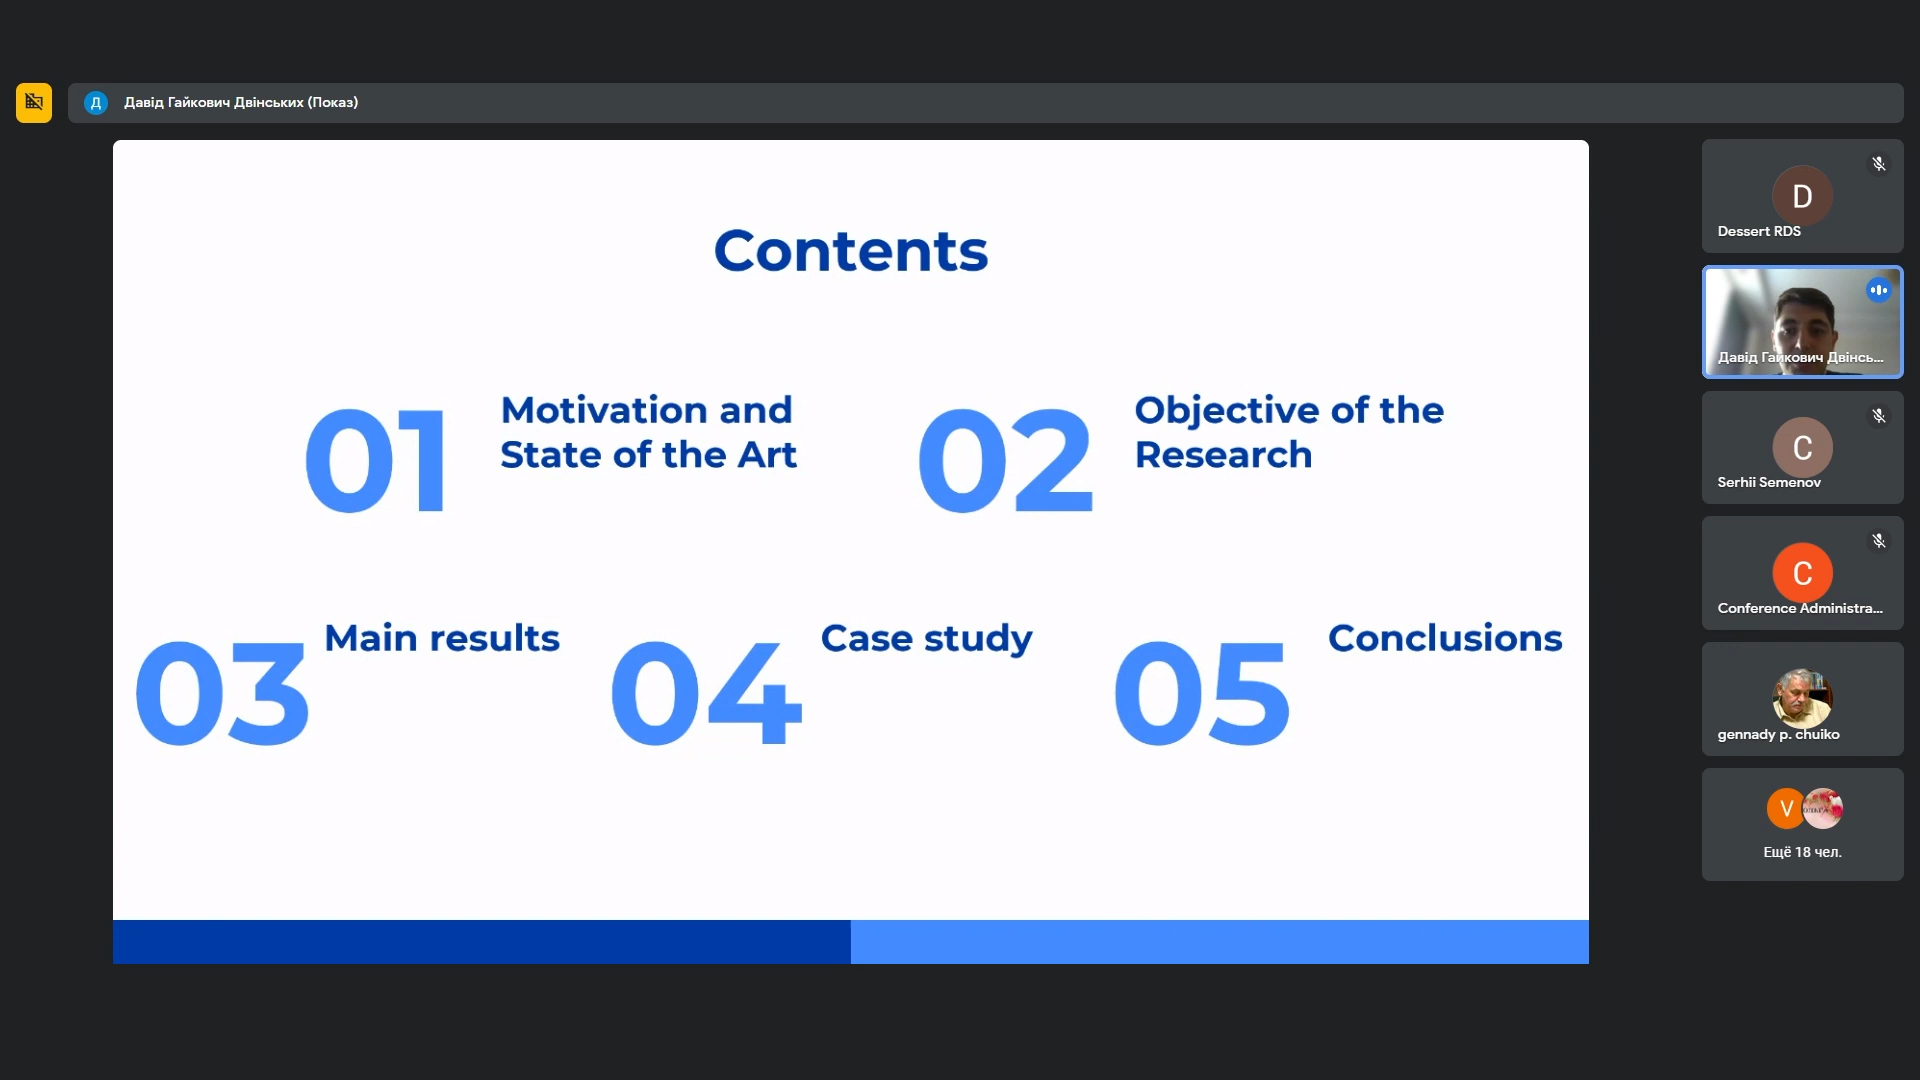 Д Давід Гайкович Двінських (Показ)
Contents
01 Motivation and
State of the Art
02 Objective of the
Research
03 Main results
04 Case study
05 Conclusions
D
Dessert RDS
Давід Гайкович Двінсь...
C
Serhii Semenov
C
Conference Administra...
gennady p. chuiko
V
Ещё 18 чел.